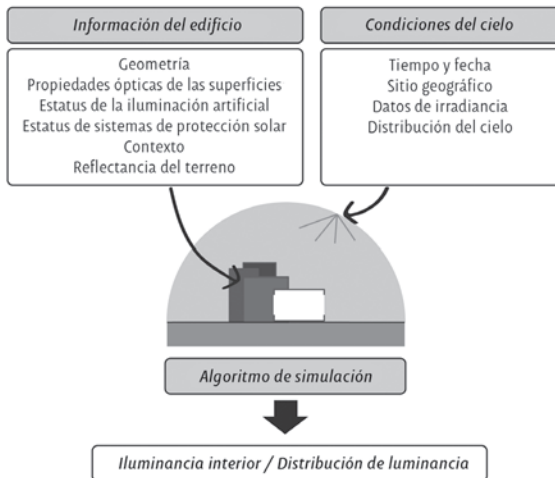 Información del edificio
Geometría
Propiedades ópticas de las superficies
Estatus de la iluminación artificial
Estatus de sistemas de protección solar
Contexto
Reflectancia del terreno
Condiciones del cielo
Tiempo y fecha
Sitio geográfico
Datos de irradiancia
Distribución del cielo
Algoritmo de simulación
Iluminancia interior / Distribución de luminancia